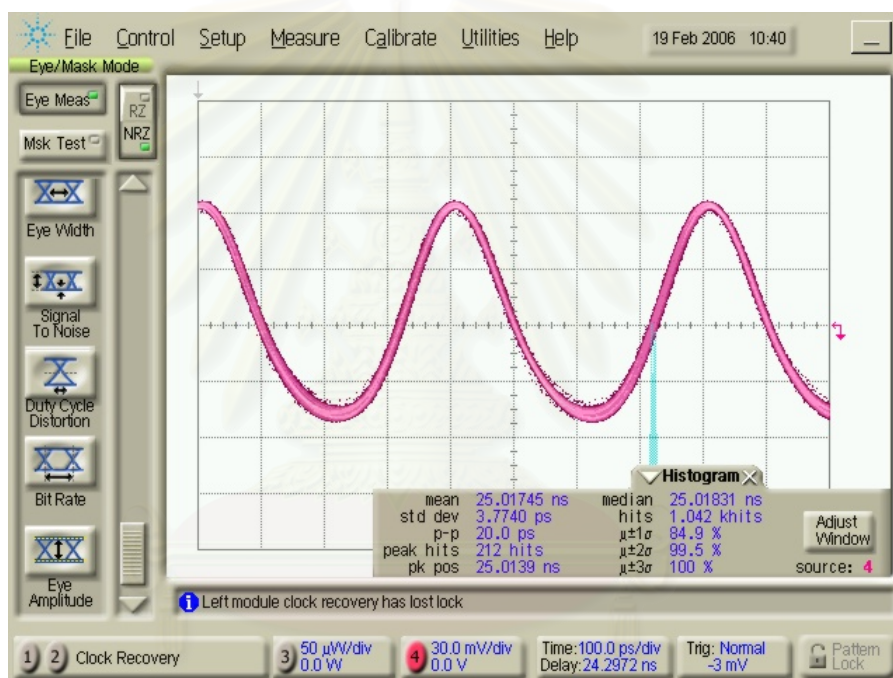 File Control Setup Measure Calibrate Utilities Help 19 Feb 2006 10:40
Eye/Mask Mode
Eye Meas
RZ
NRZ
Msk Test
Eye Width
Signal
To Noise
Duty Cycle
Distortion
Bit Rate
Eye
Amplitude
Histogram
mean 25.01745 ns median 25.01831 ns
std dev 3.7740 ps hits 1.042 khits
p-p 20.0 ps µ±1σ 84.9 %
peak hits 212 hits µ±2σ 99.5 %
pk pos 25.0139 ns µ±3σ 100 %
Adjust
Window
source: 4
Left module clock recovery has lost lock
1 2 Clock Recovery
3 50 µW/div
0.0 W
4 30.0 mV/div
0.0 V
Time:100.0 ps/div
Delay:24.2972 ns
Trig: Normal
-3 mV
Pattern
Lock